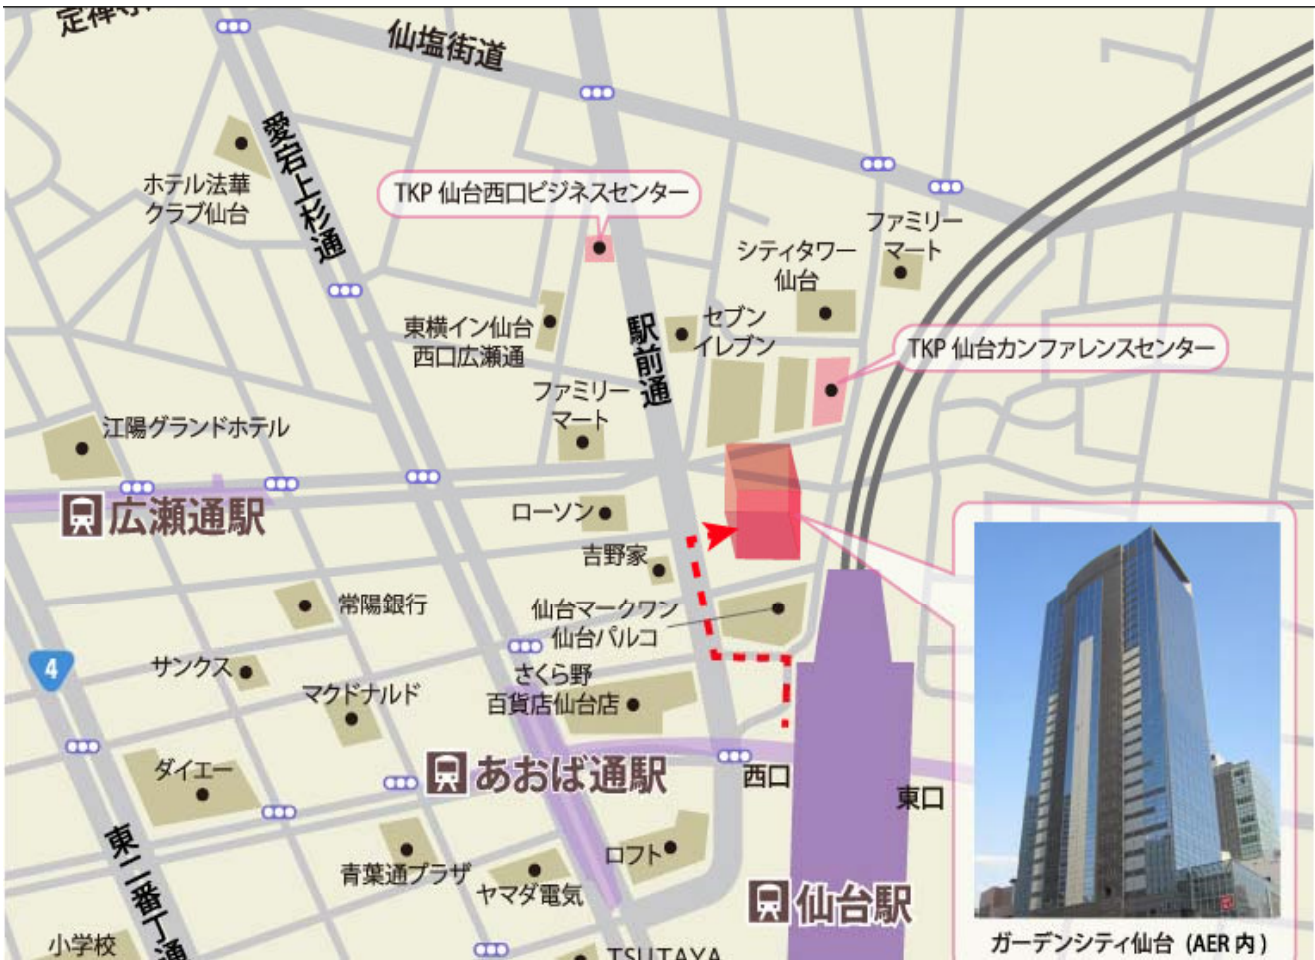 仙塩街道
愛宕上杉通
ホテル法華
クラブ仙台
TKP 仙台西口ビジネスセンター
ファミリー
マート
シティタワー
仙台
東横イン仙台
西口広瀬通
駅前通
セブン
イレブン
TKP 仙台カンファレンスセンター
ファミリー
マート
江陽グランドホテル
広瀬通駅
ローソン
吉野家
常陽銀行
仙台マークワン
仙台パルコ
4
サンクス
マクドナルド
さくら野
百貨店仙台店
ダイエー
あおば通駅
西口
東口
東二番丁通
青葉通プラザ
ヤマダ電気
ロフト
仙台駅
小学校
TSUTAYA
ガーデンシティ仙台 (AER 内)